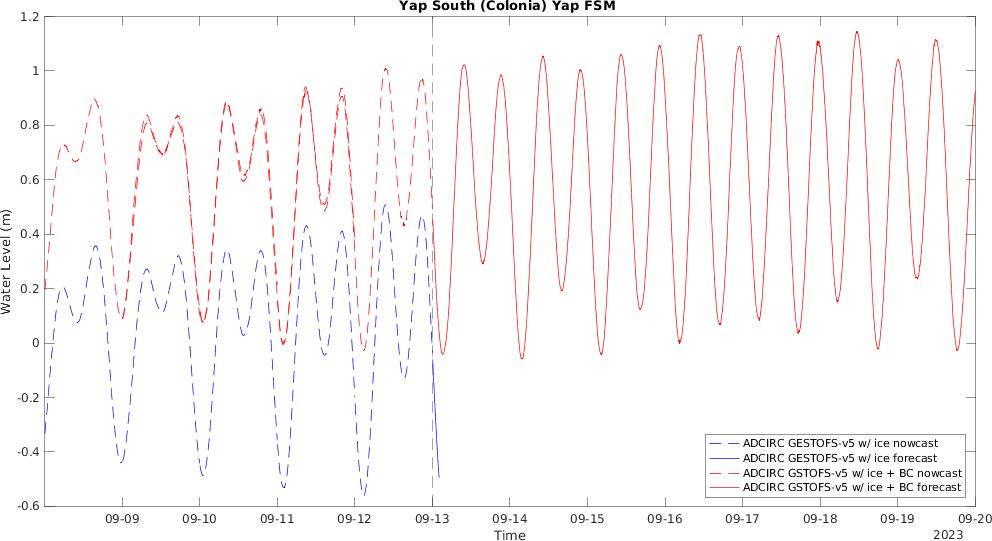 Yap South (Colonia) Yap FSM
1.2
1
0.8
0.6
0.4
0.2
0
-0.2
-0.4
-0.6
Water Level (m)
ADCIRC GESTOFS-v5 w/ ice nowcast
ADCIRC GESTOFS-v5 w/ ice forecast
ADCIRC GSTOFS-v5 w/ ice + BC nowcast
ADCIRC GSTOFS-v5 w/ ice + BC forecast
09-09 09-10 09-11 09-12 09-13 09-14 09-15 09-16 09-17 09-18 09-19 09-20
Time
2023